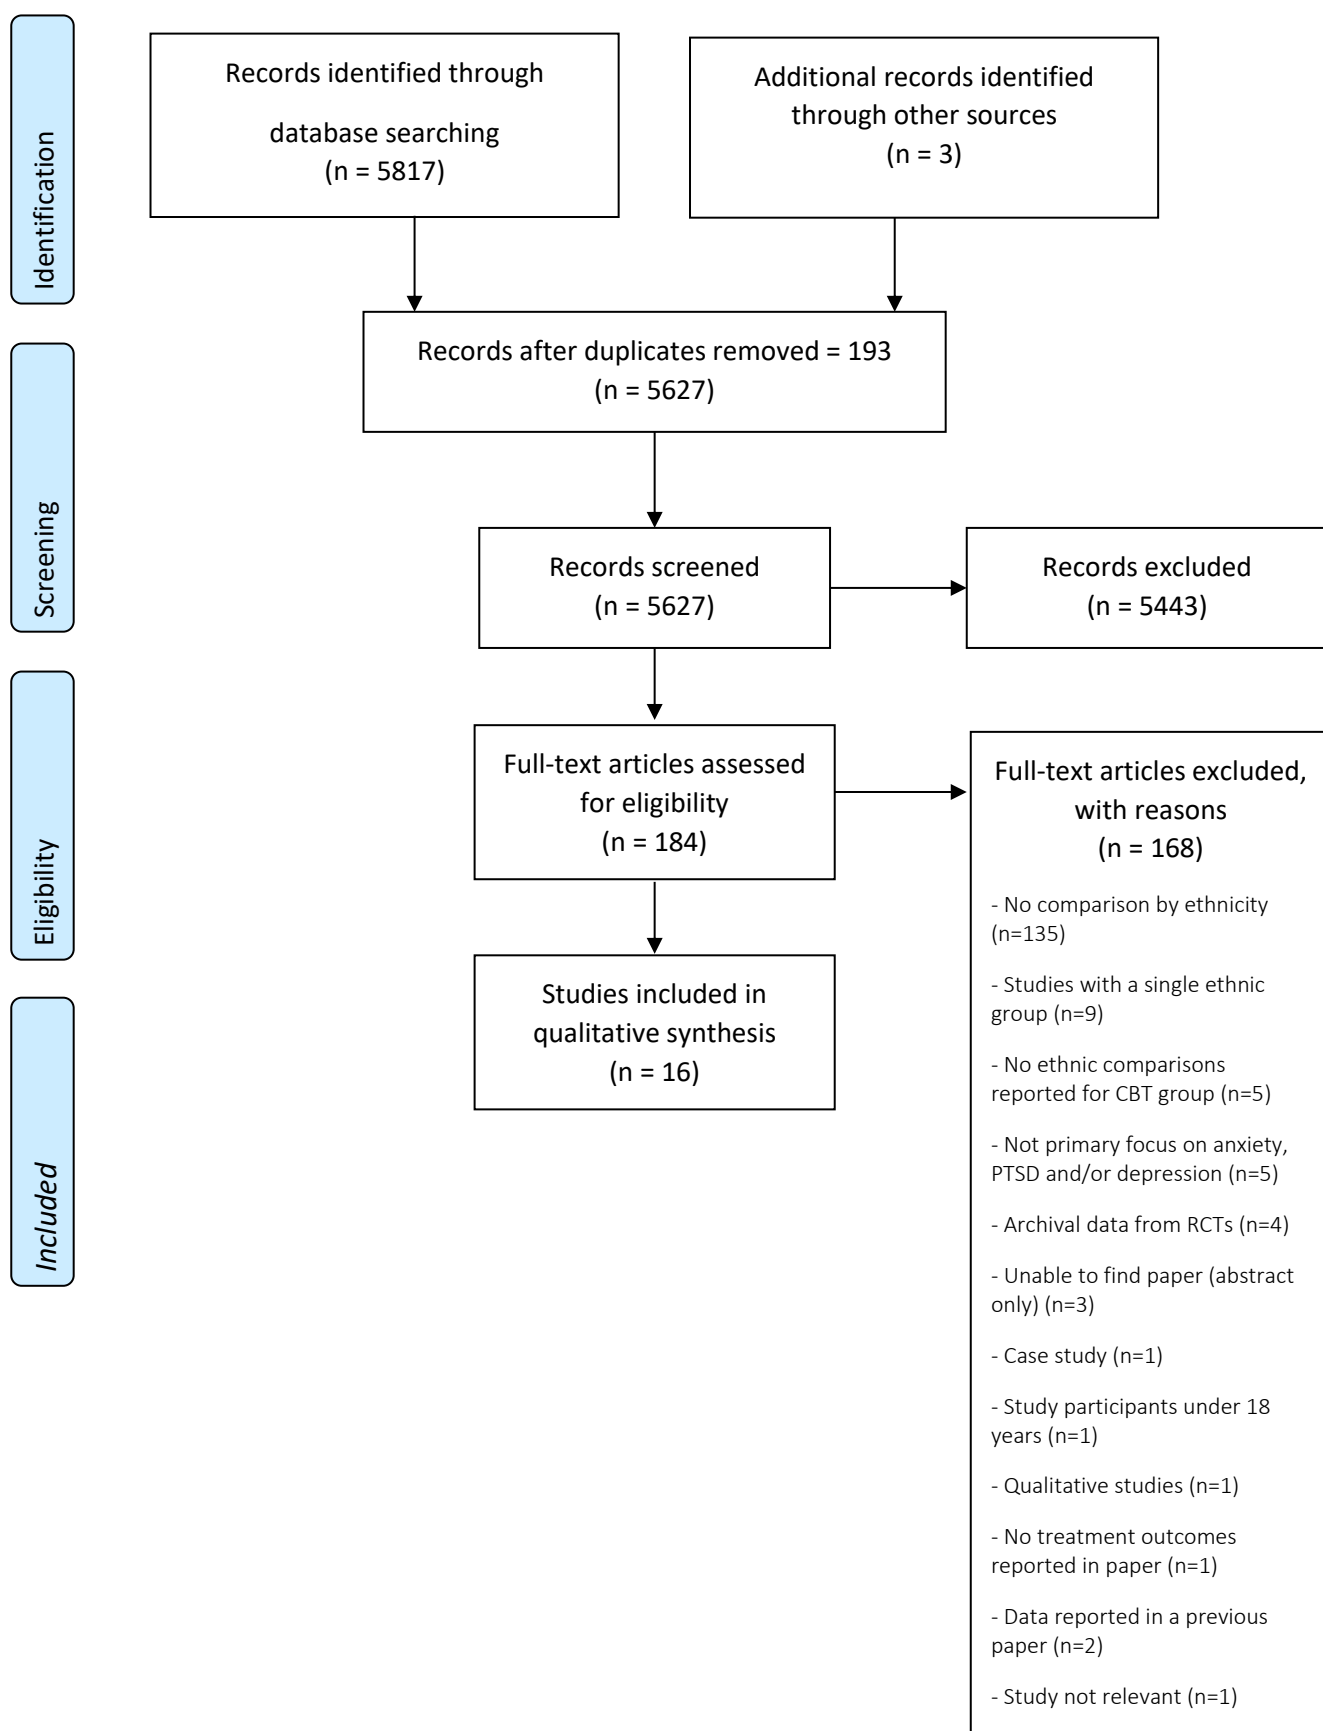 Identification
Records identified through
database searching
(n = 5817)
Additional records identified
through other sources
(n = 3)
Records after duplicates removed = 193
(n = 5627)
Screening
Records screened
(n = 5627)
Records excluded
(n = 5443)
Eligibility
Full-text articles assessed
for eligibility
(n = 184)
Full-text articles excluded,
with reasons
(n = 168)
- No comparison by ethnicity
(n=135)
- Studies with a single ethnic
group (n=9)
- No ethnic comparisons
reported for CBT group (n=5)
- Not primary focus on anxiety,
PTSD and/or depression (n=5)
- Archival data from RCTs (n=4)
- Unable to find paper (abstract
only) (n=3)
- Case study (n=1)
- Study participants under 18
years (n=1)
- Qualitative studies (n=1)
- No treatment outcomes
reported in paper (n=1)
- Data reported in a previous
paper (n=2)
- Study not relevant (n=1)
Included
Studies included in
qualitative synthesis
(n = 16)